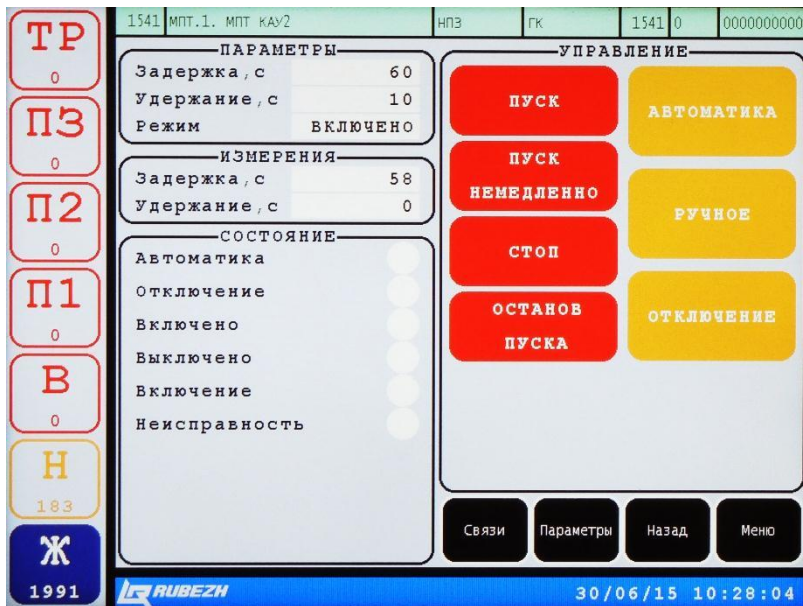 1541 МПТ.1. МПТ КАУ2 НПЗ ГК 1541 0 0000000000
ТР
0
ПЗ
0
П2
0
П1
0
В
0
Н
183
Ж
1991
ПАРАМЕТРЫ
Задержка,с 60
Удержание,с 10
Режим ВКЛЮЧЕНО
ИЗМЕРЕНИЯ
Задержка,с 58
Удержание,с 0
СОСТОЯНИЕ
Автоматика
Отключение
Включено
Выключено
Включение
Неисправность
УПРАВЛЕНИЕ
ПУСК
ПУСК
НЕМЕДЛЕННО
СТОП
ОСТАНОВ
ПУСКА
АВТОМАТИКА
РУЧНОЕ
ОТКЛЮЧЕНИЕ
Связи Параметры Назад Меню
RUBEZH 30/06/15 10:28:04